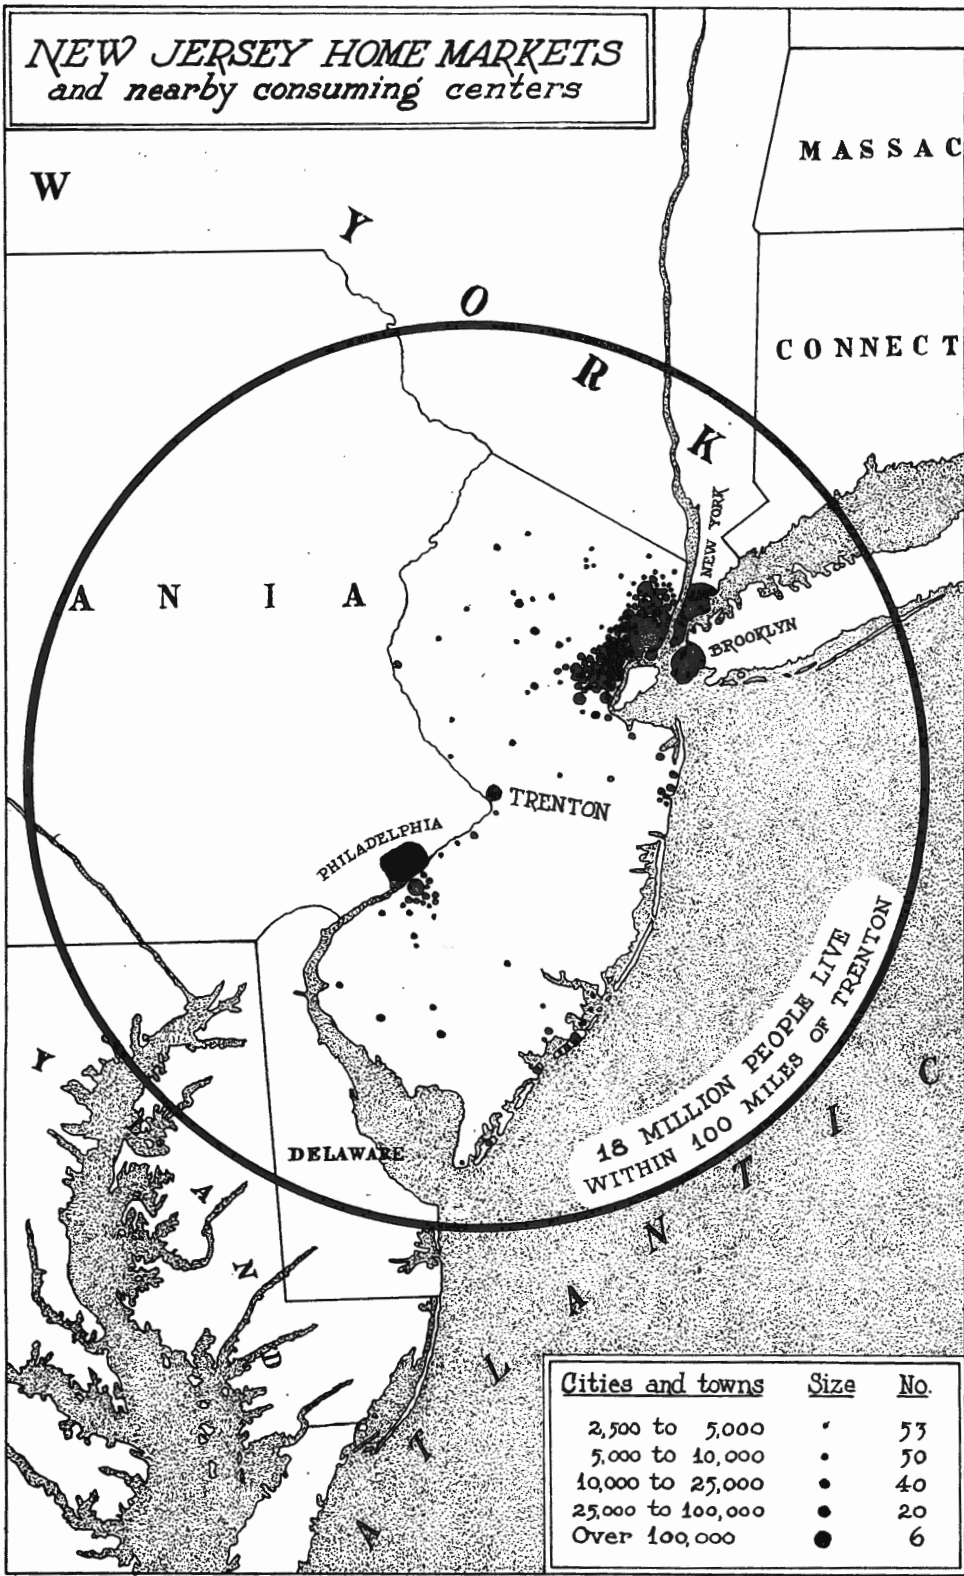 NEW JERSEY HOME MARKETS
and nearby consuming centers
W
Y
O
R
K
MASSAC
CONNECT
ANIA
NEW YORK
BROOKLYN
TRENTON
PHILADELPHIA
18 MILLION PEOPLE LIVE
WITHIN 100 MILES OF TRENTON
DELAWARE
Y
L
A
N
D
ATLANTIC
Cities and towns Size No.
2,500 to 5,000 53
5,000 to 10,000 50
10,000 to 25,000 40
25,000 to 100,000 20
Over 100,000 6